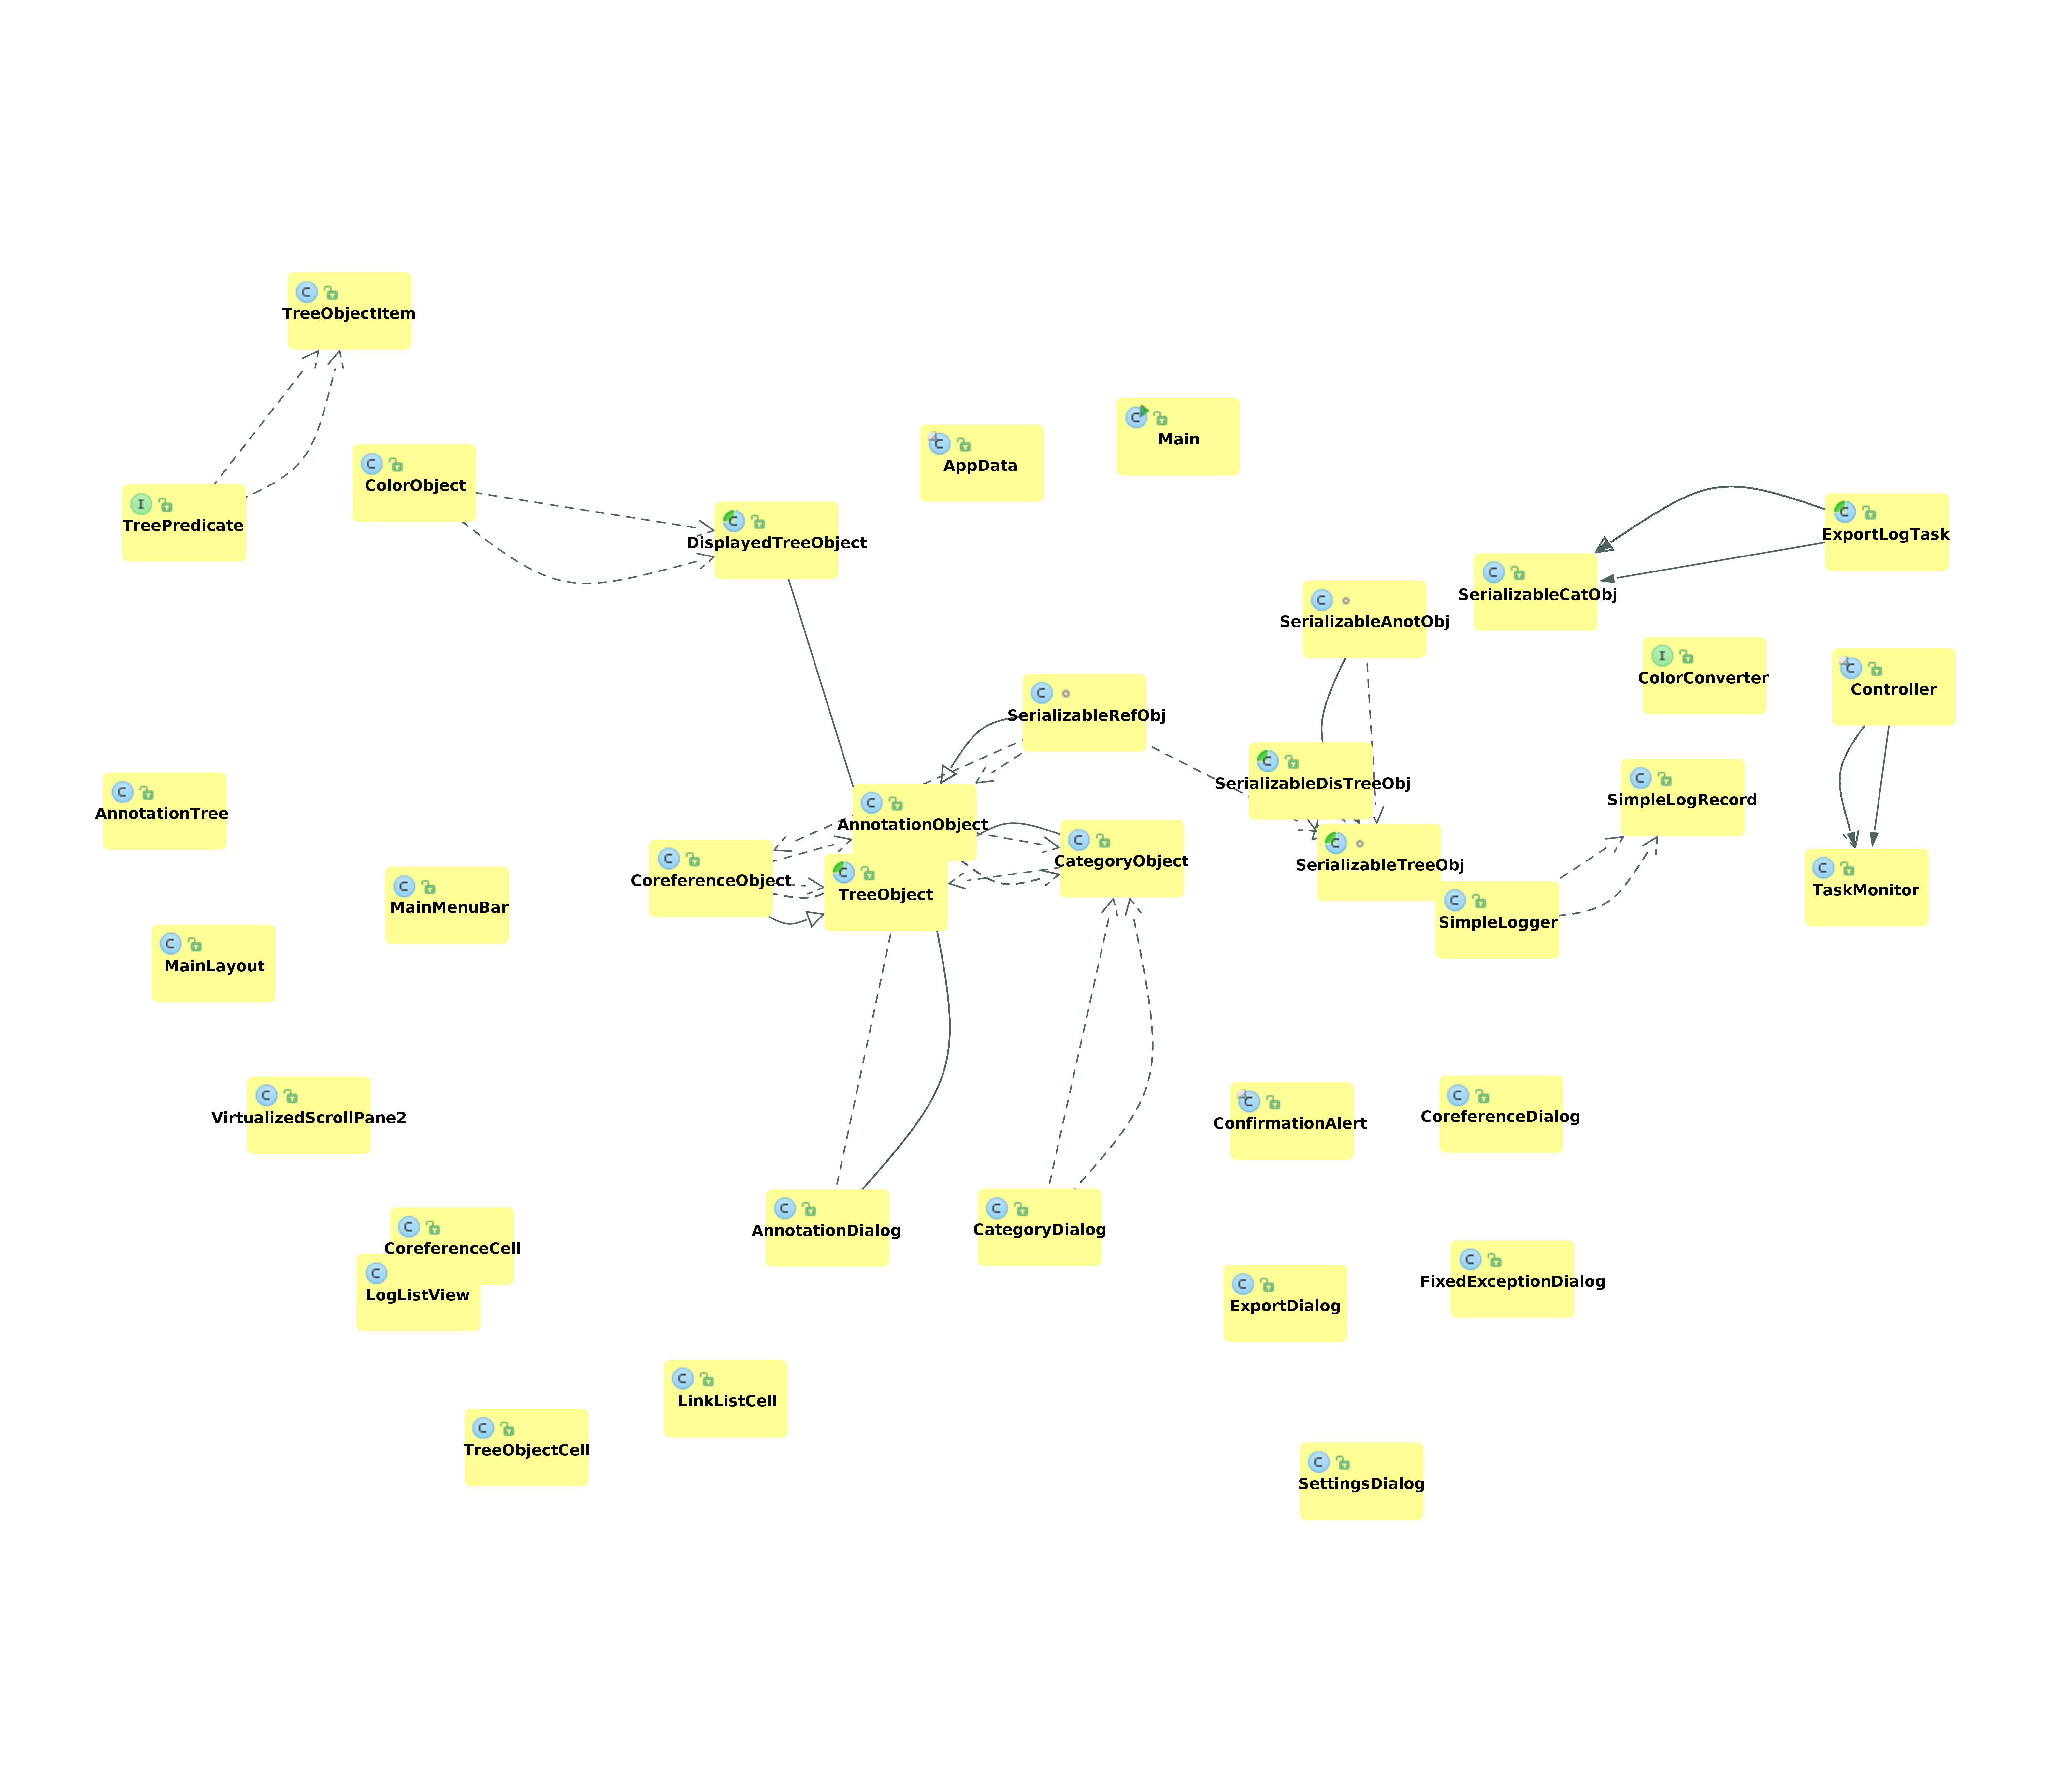 TreeObjectItem
Main
AppData
ColorObject
TreePredicate
DisplayedTreeObject
ExportLogTask
SerializableCatObj
SerializableAnotObj
ColorConverter
Controller
SerializableRefObj
SerializableDisTreeObj
SimpleLogRecord
AnnotationTree
AnnotationObject
CategoryObject
SerializableTreeObj
CoreferenceObject
TreeObject
TaskMonitor
MainMenuBar
SimpleLogger
MainLayout
VirtualizedScrollPane2
ConfirmationAlert
CoreferenceDialog
AnnotationDialog
CategoryDialog
CoreferenceCell
LogListView
ExportDialog
FixedExceptionDialog
LinkListCell
TreeObjectCell
SettingsDialog